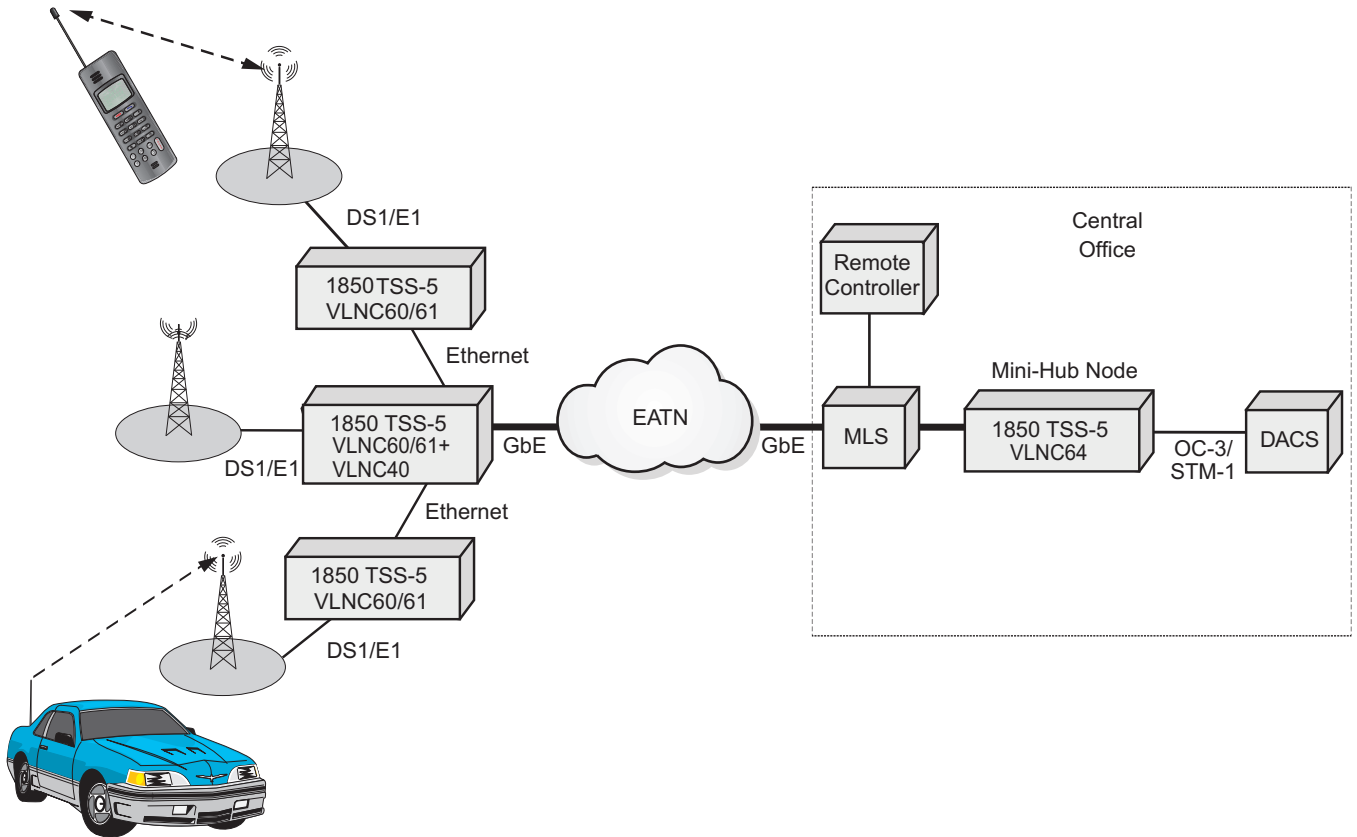 DS1/E1
1850 TSS-5
VLNC60/61
Ethernet
1850 TSS-5
VLNC60/61+
VLNC40
DS1/E1
GbE
EATN
GbE
Ethernet
1850 TSS-5
VLNC60/61
DS1/E1
Central
Office
Remote
Controller
Mini-Hub Node
MLS
1850 TSS-5
VLNC64
OC-3/
STM-1
DACS